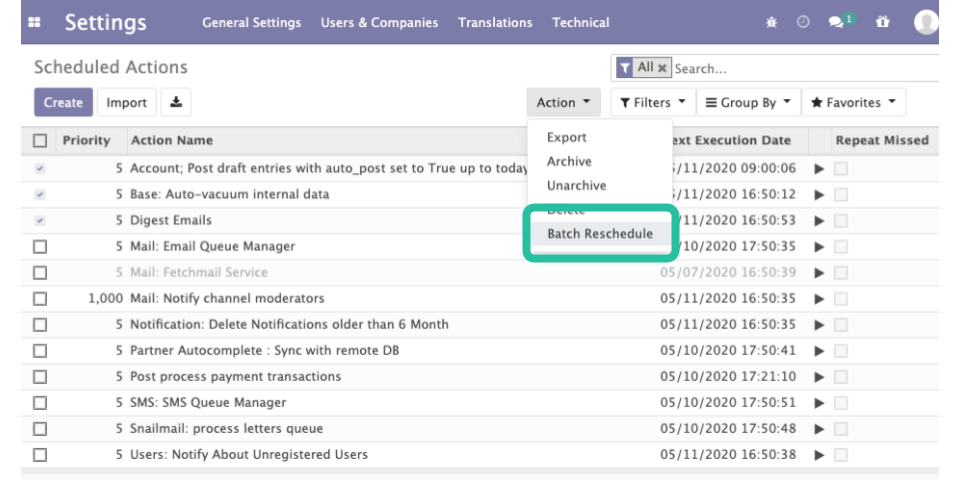 Settings General Settings Users & Companies Translations Technical 1
Scheduled Actions All × Search...
Create Import Action Filters Group By Favorites
Export
Archive
Unarchive
Delete
Batch Reschedule
Priority Action Name Execution Date Repeat Missed
5 Account; Post draft entries with auto_post set to True up to today /11/2020 09:00:06
5 Base: Auto-vacuum internal data /11/2020 16:50:12
5 Digest Emails /11/2020 16:50:53
5 Mail: Email Queue Manager /10/2020 17:50:35
5 Mail: Fetchmail Service 05/07/2020 16:50:39
1,000 Mail: Notify channel moderators 05/11/2020 16:50:35
5 Notification: Delete Notifications older than 6 Month 05/11/2020 16:50:35
5 Partner Autocomplete : Sync with remote DB 05/10/2020 17:50:41
5 Post process payment transactions 05/10/2020 17:21:10
5 SMS: SMS Queue Manager 05/10/2020 17:50:51
5 Snailmail: process letters queue 05/10/2020 17:50:48
5 Users: Notify About Unregistered Users 05/11/2020 16:50:38